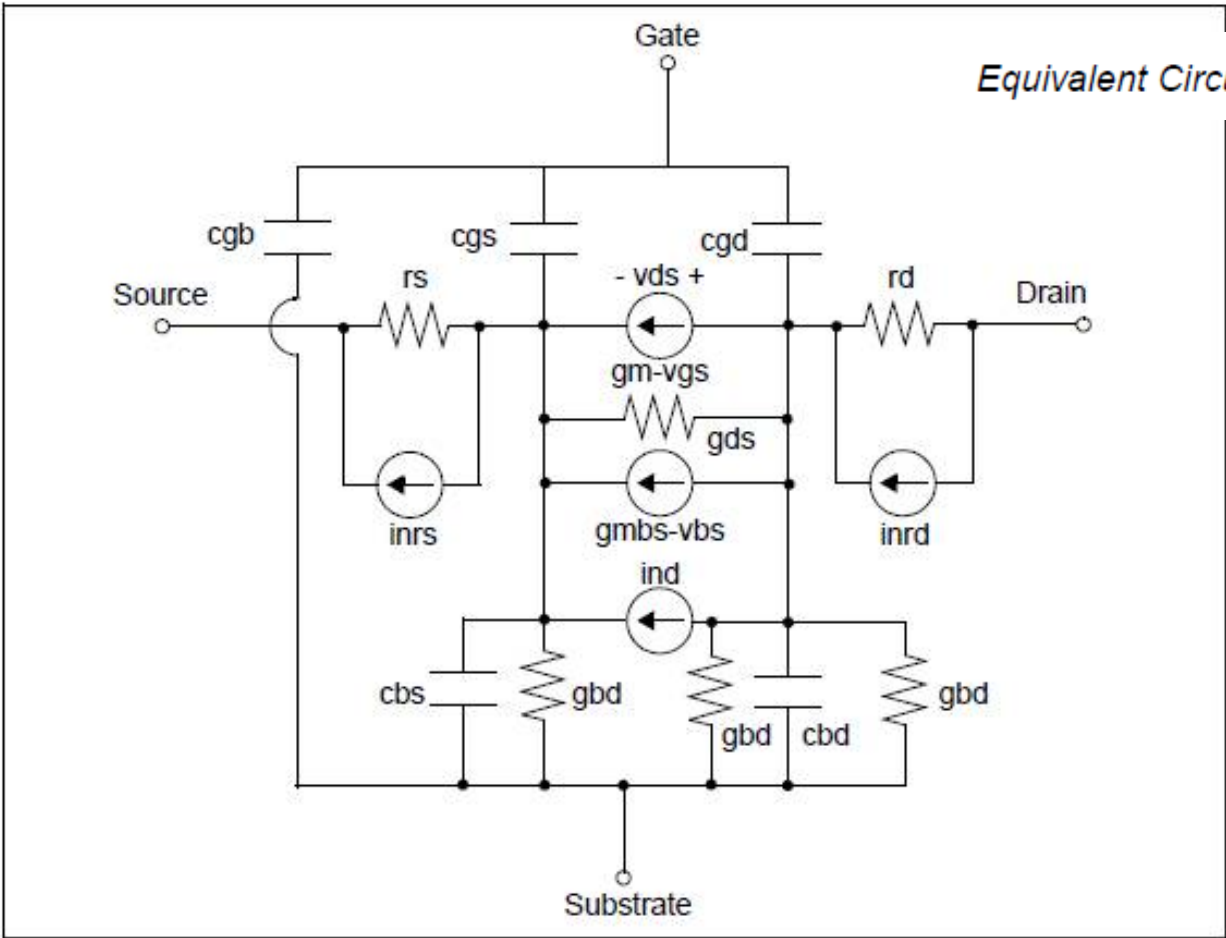 Gate
Equivalent Circu
cgb
cgs
cgd
Source
rs
- vds +
rd
Drain
gm-vgs
gds
inrs
gmbs-vbs
inrd
ind
cbs
gbd
gbd
cbd
gbd
Substrate